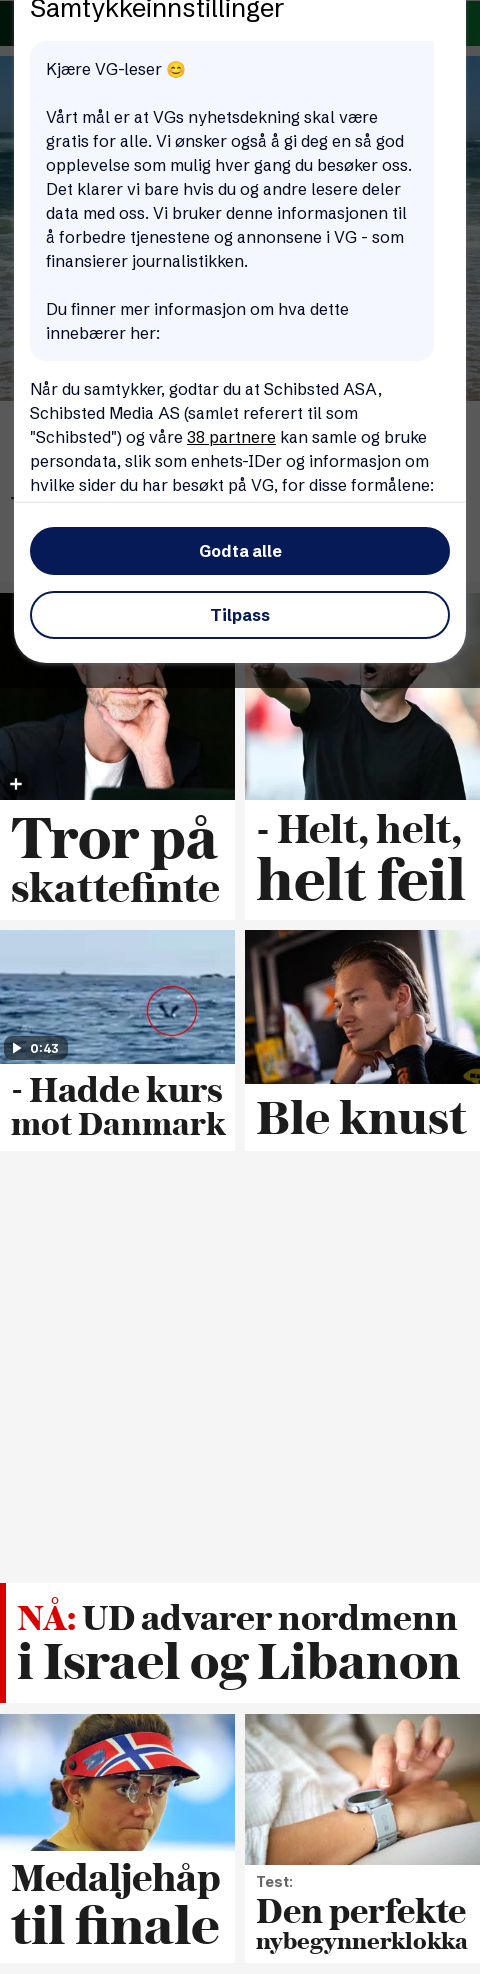 Samtykkeinnstillinger
Kjære VG-leser 😊
Vårt mål er at VGs nyhetsdekning skal være
gratis for alle. Vi ønsker også å gi deg en så god
opplevelse som mulig hver gang du besøker oss.
Det klarer vi bare hvis du og andre lesere deler
data med oss. Vi bruker denne informasjonen til
å forbedre tjenestene og annonsene i VG - som
finansierer journalistikken.
Du finner mer informasjon om hva dette
innebærer her:
Når du samtykker, godtar du at Schibsted ASA,
Schibsted Media AS (samlet referert til som
"Schibsted") og våre 38 partnere kan samle og bruke
persondata, slik som enhets-IDer og informasjon om
hvilke sider du har besøkt på VG, for disse formålene:
Godta alle
Tilpass
Tror på
skattefinte
- Helt, helt,
helt feil
0:43
- Hadde kurs
mot Danmark
Ble knust
NÅ: UD advarer nordmenn
i Israel og Libanon
Medaljehåp
til finale
Test:
Den perfekte
nybegynnerklokka